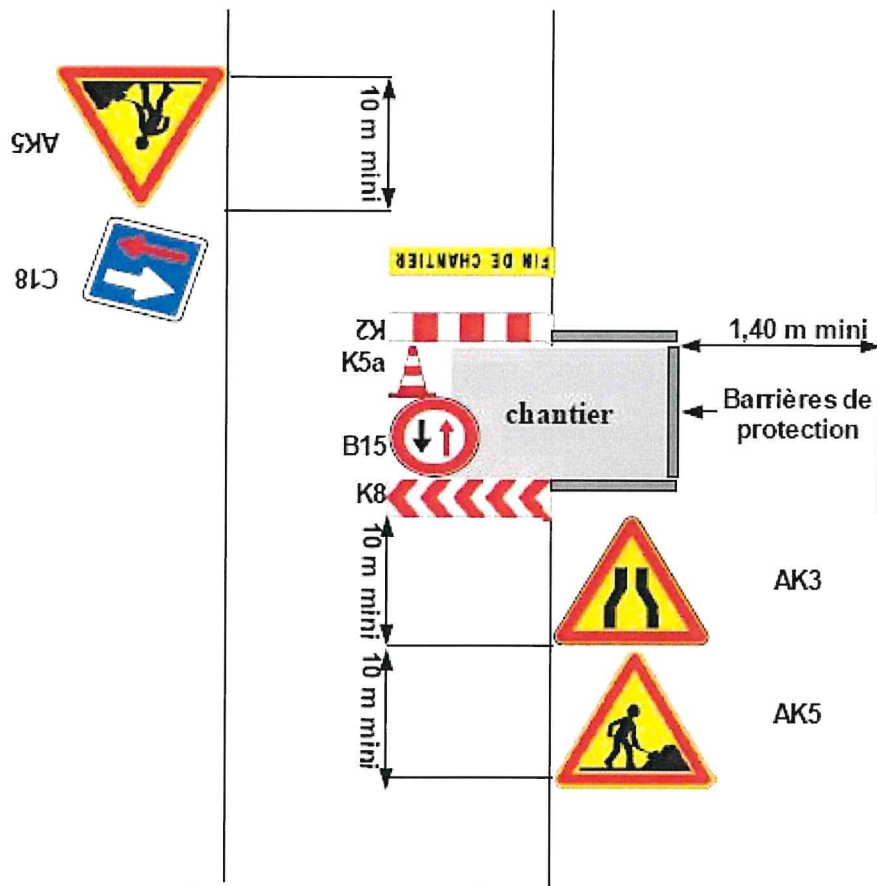 AK5
10 m mini
C18
FIN DE CHANTIER
K2
1,40 m mini
K5a
chantier
Barrières de
protection
B15
K8
10 m mini
AK3
10 m mini
AK5